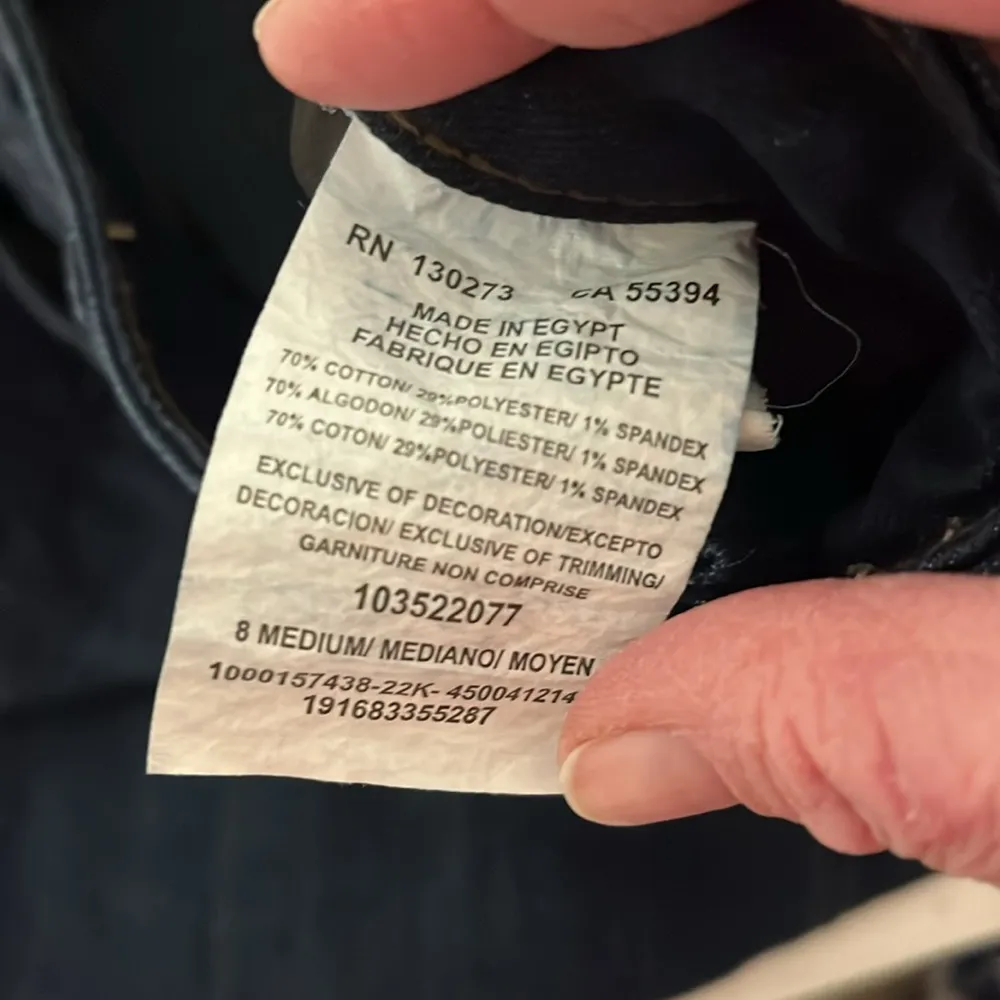 RN 130273 CA 55394
MADE IN EGYPT
HECHO EN EGIPTO
FABRIQUE EN EGYPTE
70% COTTON/ 29%POLYESTER/ 1% SPANDEX
70% ALGODON/ 29%POLIESTER/ 1% SPANDEX
70% COTON/ 29%POLYESTER/ 1% SPANDEX
EXCLUSIVE OF DECORATION/EXCEPTO
DECORACION/ EXCLUSIVE OF TRIMMING/
GARNITURE NON COMPRISE
103522077
8 MEDIUM/ MEDIANO/ MOYEN
1000157438-22K- 450041214
191683355287